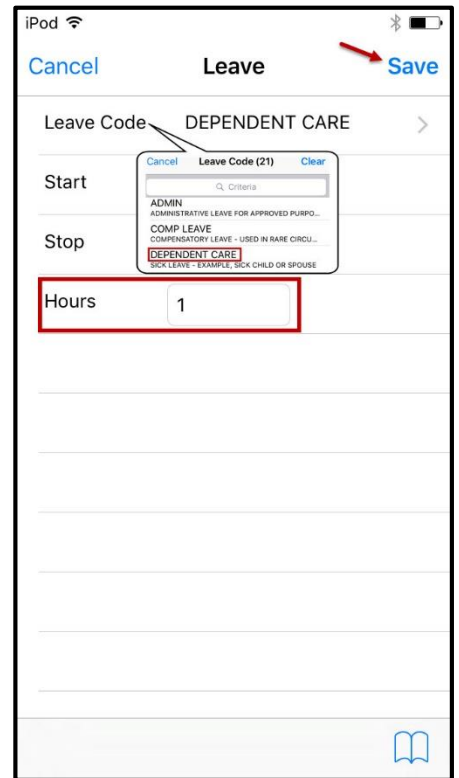 iPod
Cancel Leave Save
Leave Code DEPENDENT CARE
Cancel Leave Code (21) Clear
Criteria
ADMIN
ADMINISTRATIVE LEAVE FOR APPROVED PURPO...
COMP LEAVE
COMPENSATORY LEAVE - USED IN RARE CIRCU...
DEPENDENT CARE
SICK LEAVE - EXAMPLE, SICK CHILD OR SPOUSE
Start
Stop
Hours 1